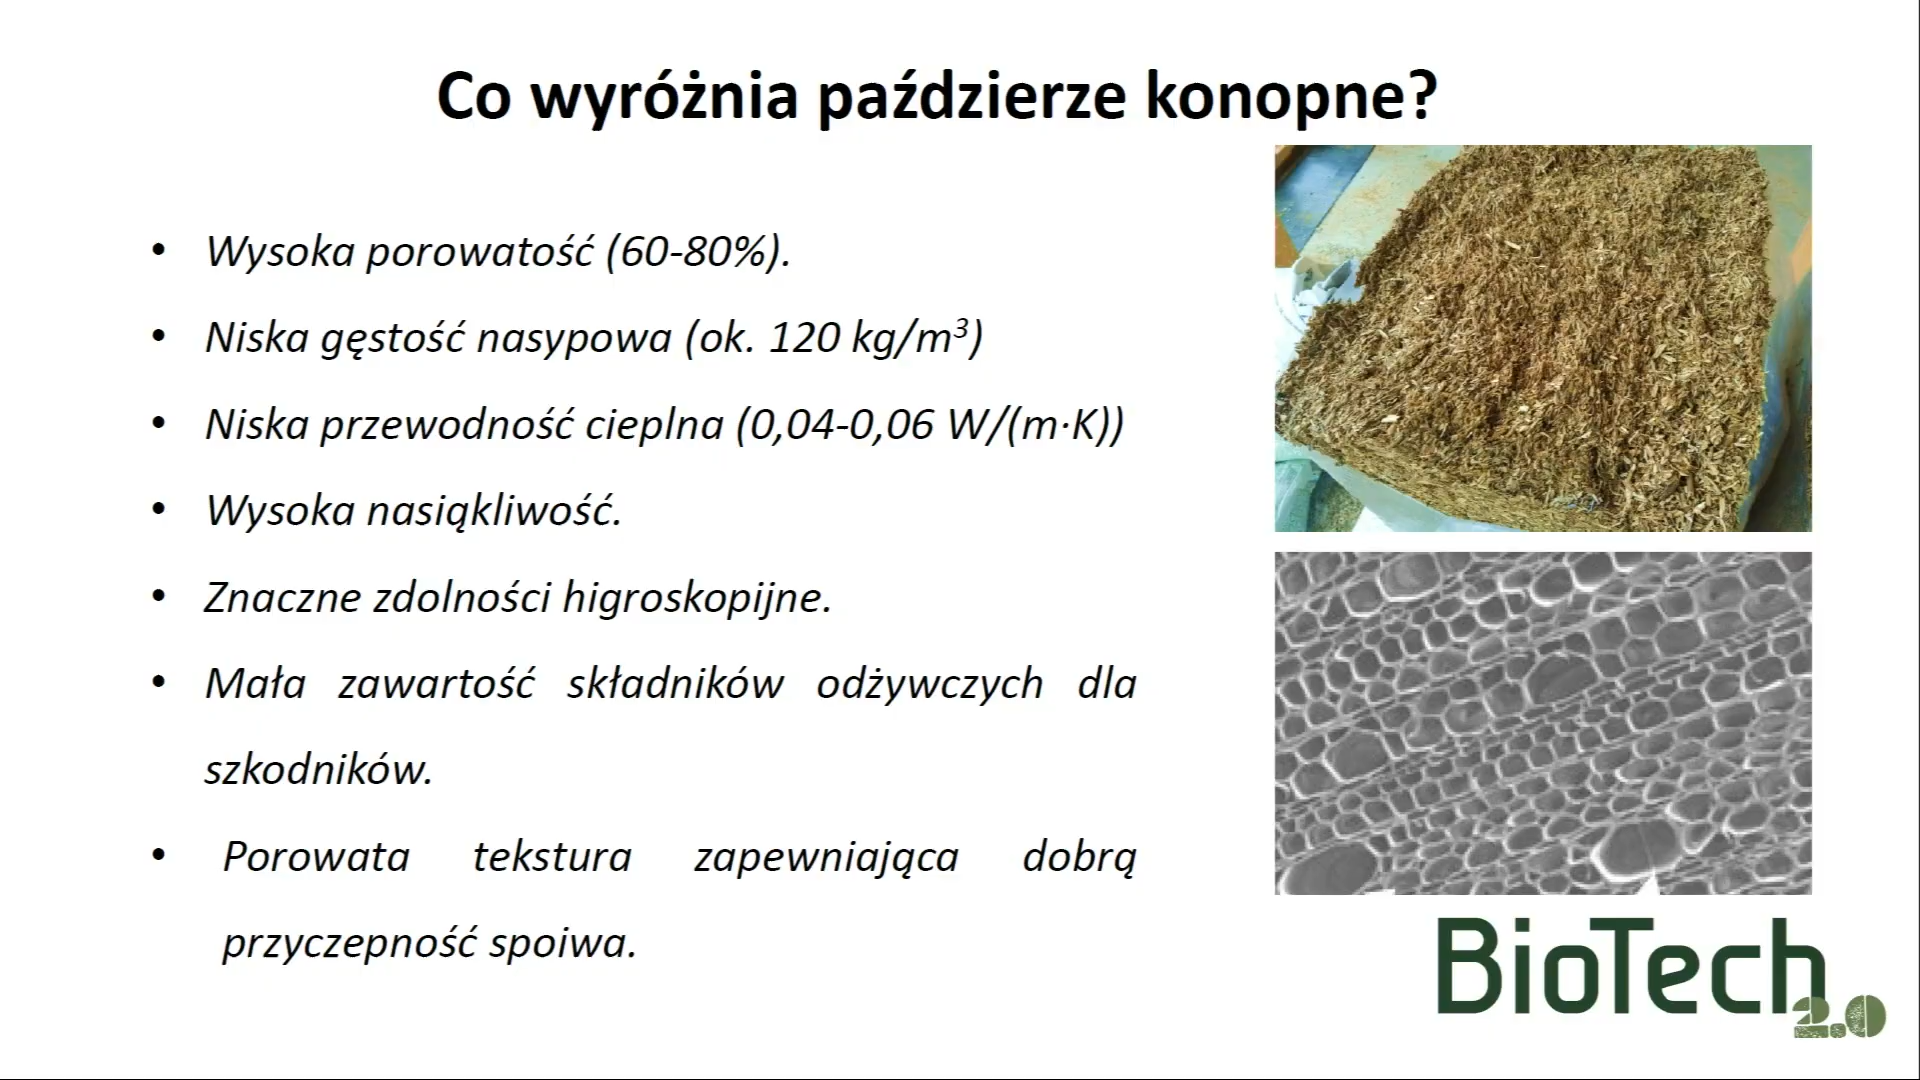 Co wyróżnia paździerze konopne?
• Wysoka porowatość (60-80%).
• Niska gęstość nasypowa (ok. 120 kg/m³)
• Niska przewodność cieplna (0,04-0,06 W/(m·K))
• Wysoka nasiąkliwość.
• Znaczne zdolności higroskopijne.
• Mała zawartość składników odżywczych dla
szkodników.
• Porowata tekstura zapewniająca dobrą
przyczepność spoiwa.
BioTech
2.0